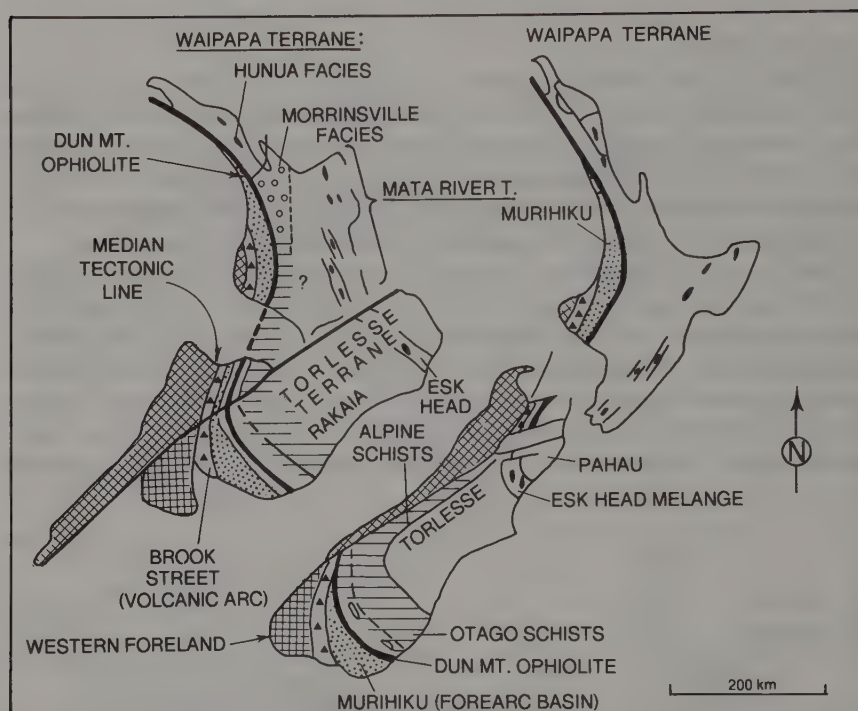 WAIPAPA TERRANE:
HUNUA FACIES
MORRINSVILLE
FACIES
DUN MT.
OPHIOLITE
MATA RIVER T.
MEDIAN
TECTONIC
LINE
?
TORLESSE
TERRANE
RAKAIA
ESK
HEAD
BROOK
STREET
(VOLCANIC ARC)
WAIPAPA TERRANE
MURIHIKU
N
ALPINE
SCHISTS
TORLESSE
PAHAU
ESK HEAD MELANGE
WESTERN FORELAND
OTAGO SCHISTS
DUN MT. OPHIOLITE
MURIHIKU (FOREARC BASIN)
200 km